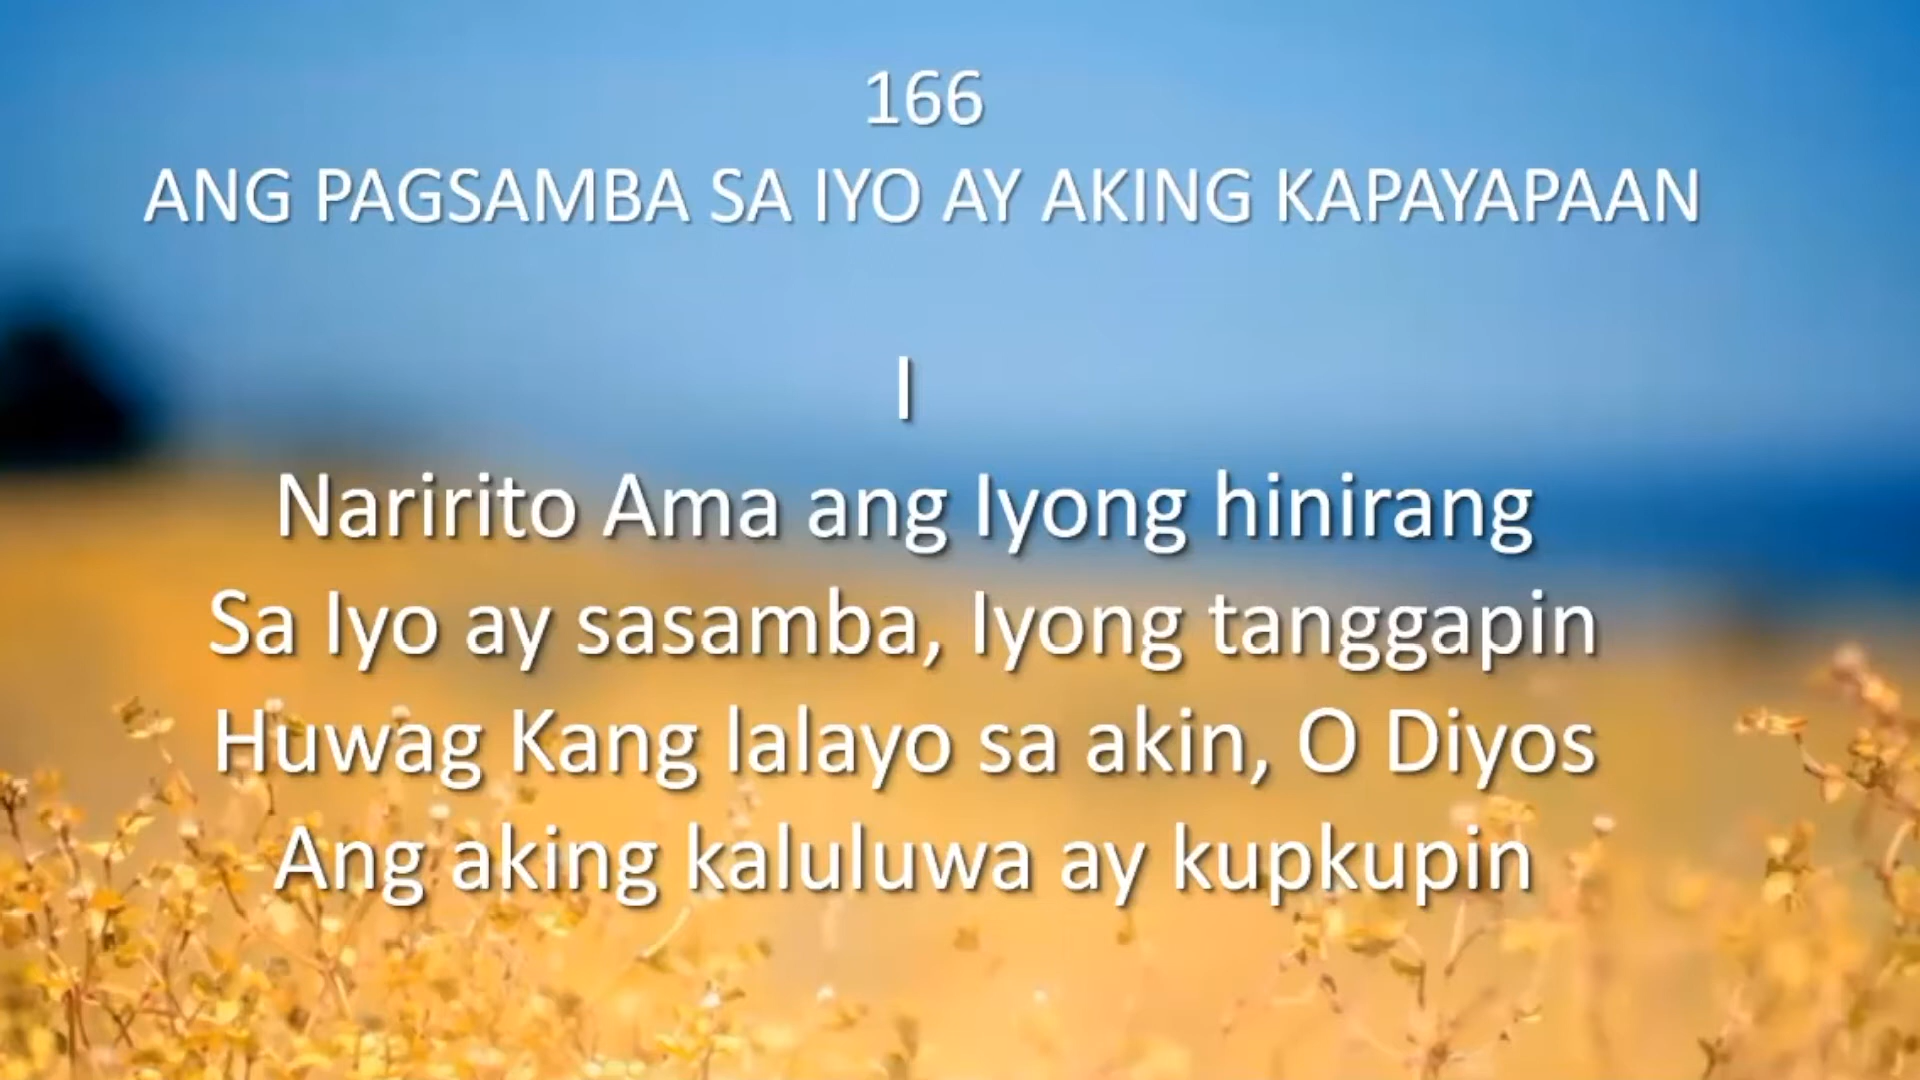 166
ANG PAGSAMBA SA IYO AY AKING KAPAYAPAAN
I
Naririto Ama ang Iyong hinirang
Sa Iyo ay sasamba, Iyong tanggapin
Huwag Kang lalayo sa akin, O Diyos
Ang aking kaluluwa ay kupkupin